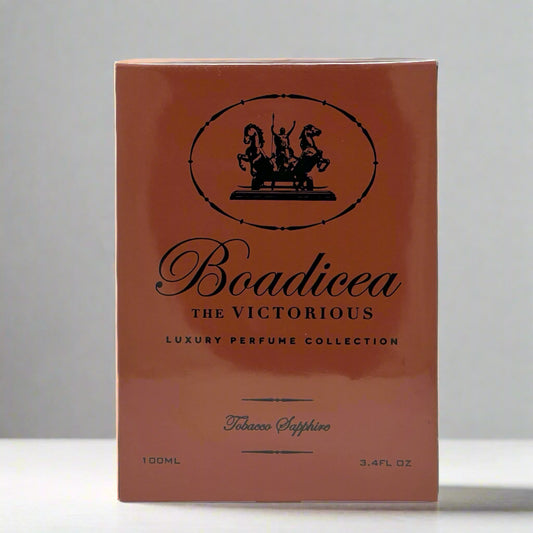 Boadicea
THE VICTORIOUS
LUXURY PERFUME COLLECTION
Tobacco Sapphire
100ML 3.4FL OZ